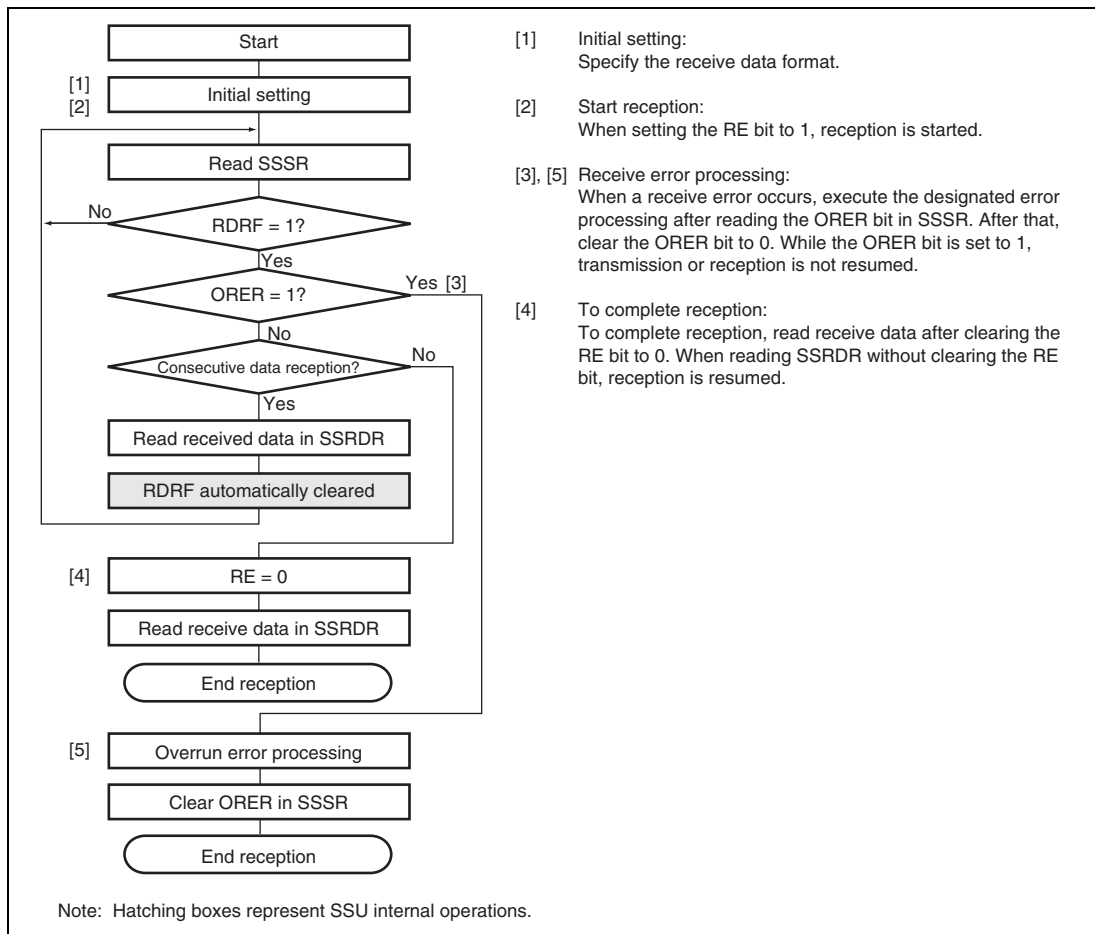 Start
[1]
[2]
Initial setting
Read SSSR
No
RDRF = 1?
Yes
ORER = 1?
Yes [3]
No
Consecutive data reception?
No
Yes
Read received data in SSRDR
RDRF automatically cleared
[4]
RE = 0
Read receive data in SSRDR
End reception
[5]
Overrun error processing
Clear ORER in SSSR
End reception
Note: Hatching boxes represent SSU internal operations.
[1] Initial setting:
Specify the receive data format.
[2] Start reception:
When setting the RE bit to 1, reception is started.
[3], [5] Receive error processing:
When a receive error occurs, execute the designated error
processing after reading the ORER bit in SSSR. After that,
clear the ORER bit to 0. While the ORER bit is set to 1,
transmission or reception is not resumed.
[4] To complete reception:
To complete reception, read receive data after clearing the
RE bit to 0. When reading SSRDR without clearing the RE
bit, reception is resumed.